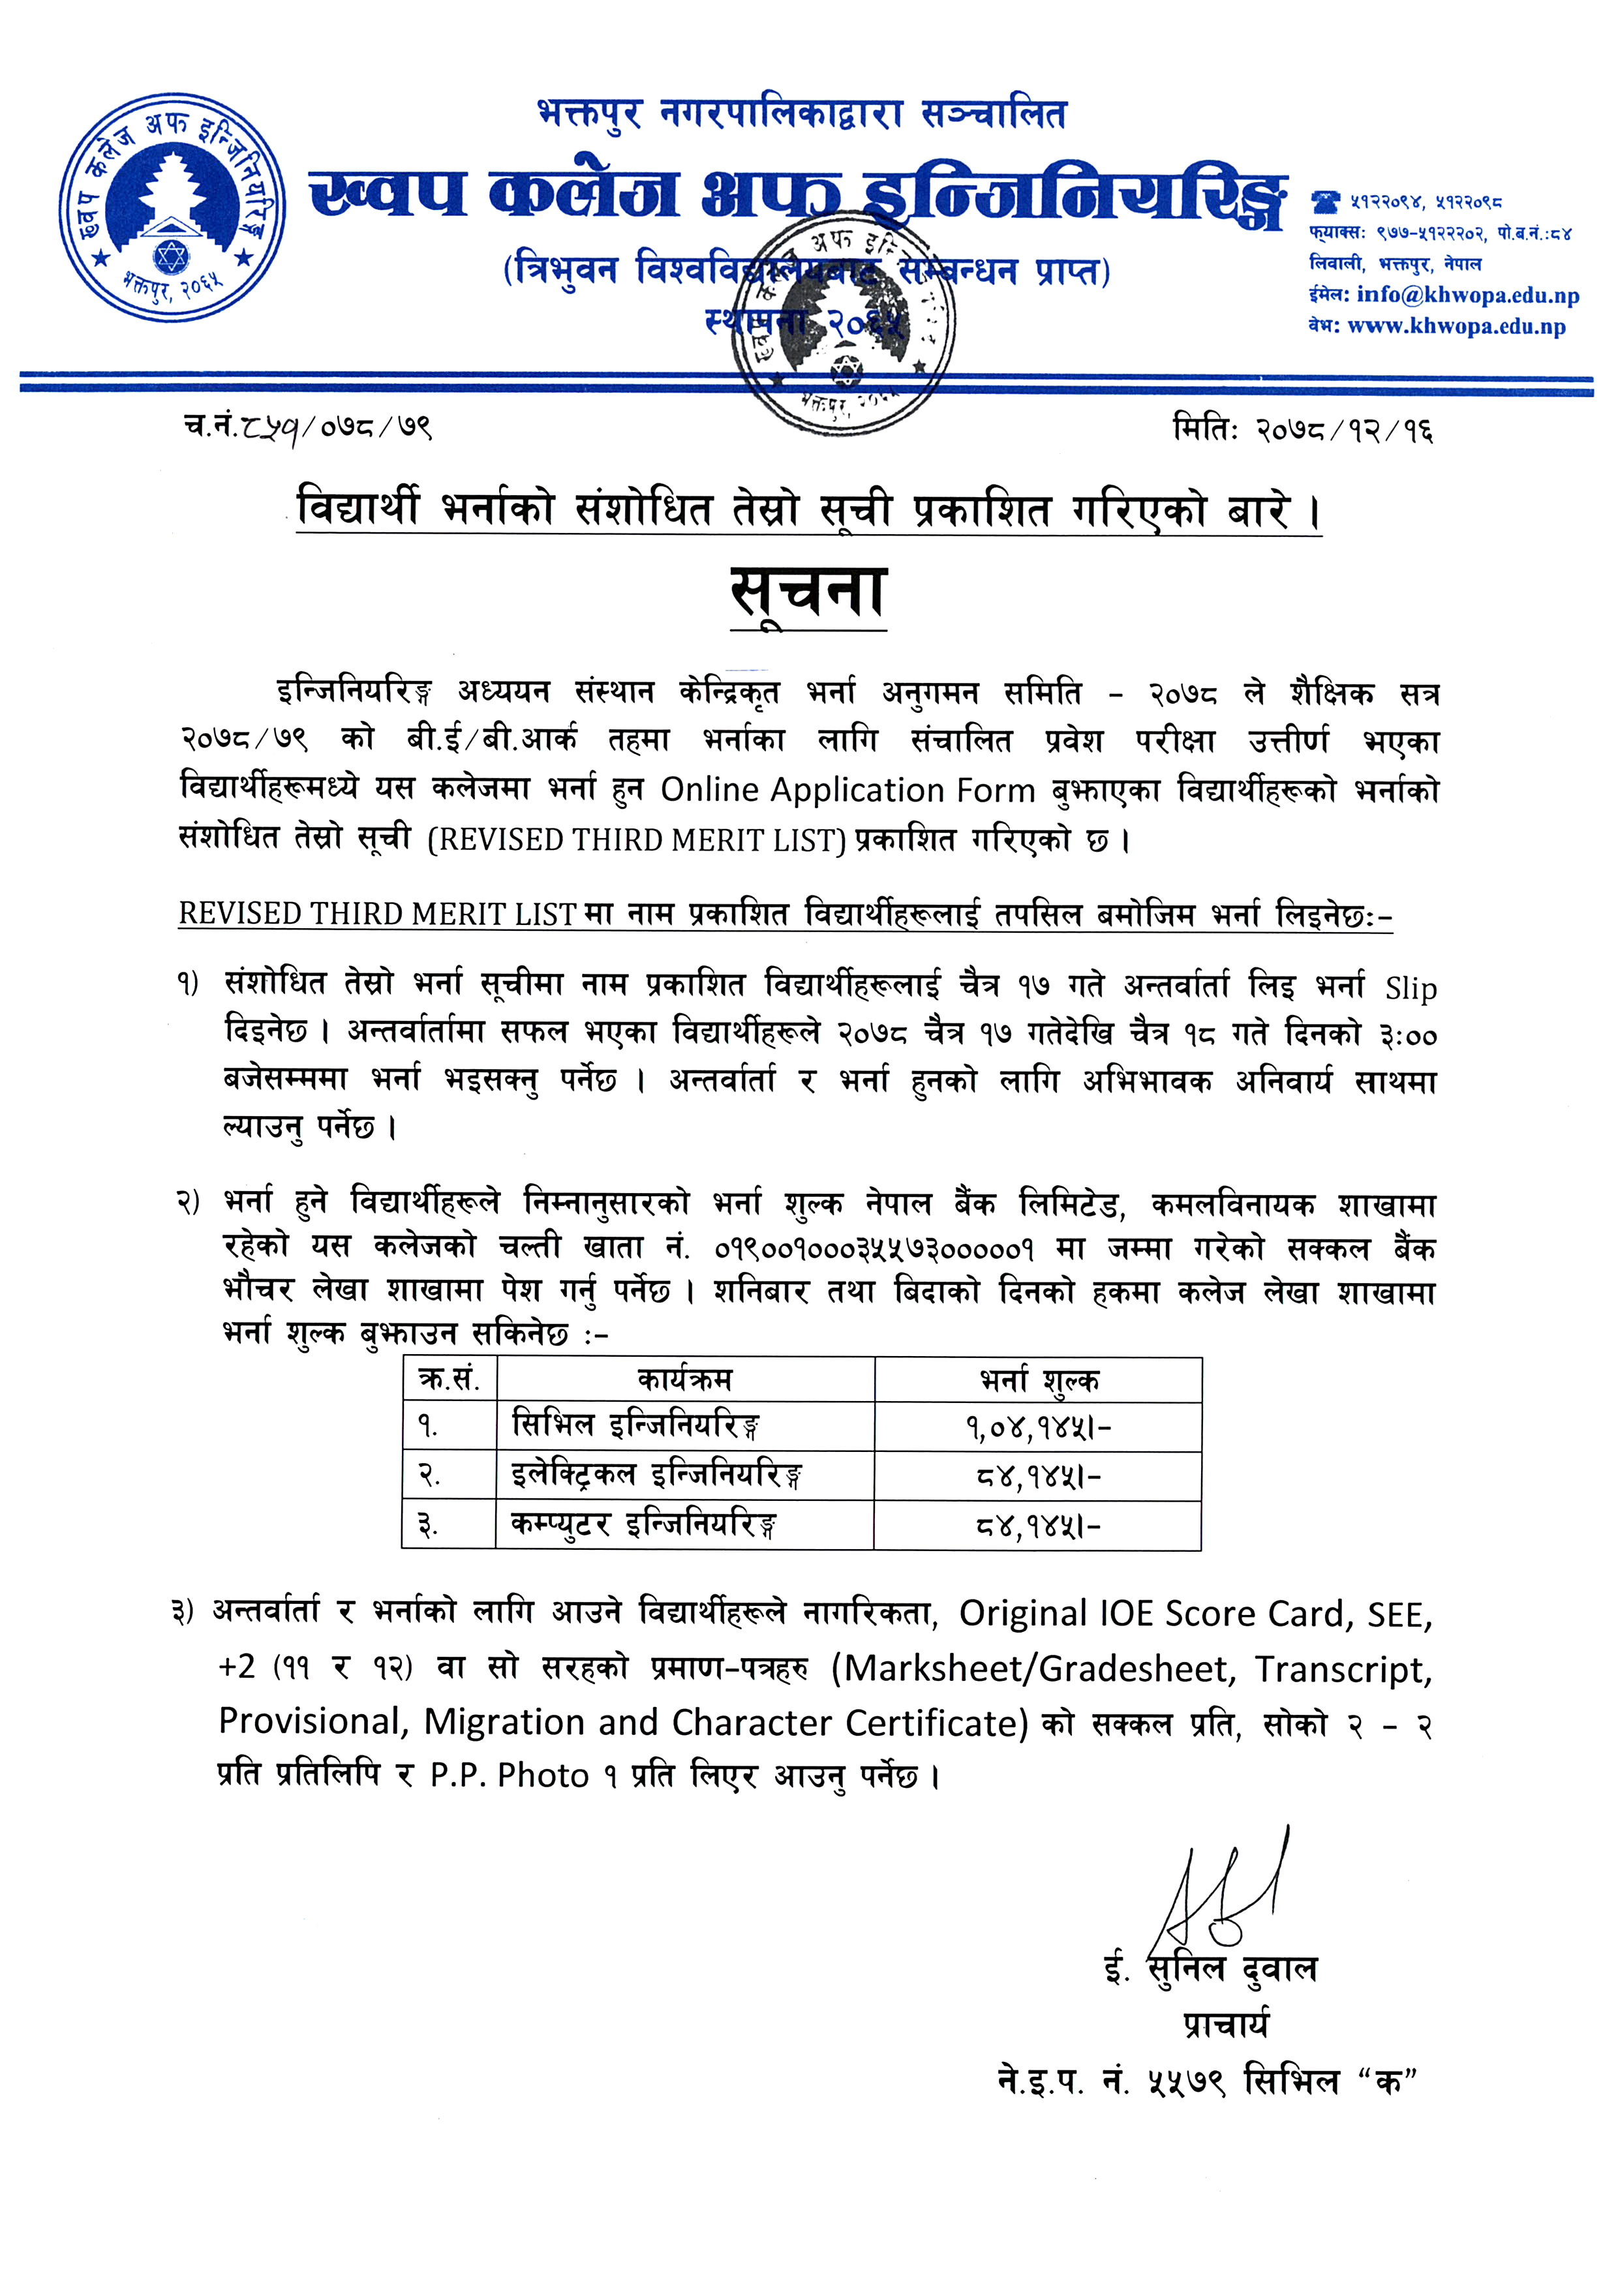 भक्तपुर नगरपालिकाद्वारा सञ्चालित
ख्वप कलेज अफ इन्जिनियरिङ्ग
(त्रिभुवन विश्वविद्यालयबाट सम्बन्धन प्राप्त)
स्थापना २०६५
ख्वप कलेज अफ इन्जिनियरिङ्ग
भक्तपुर, २०६५
☎ ५१२२०९४, ५१२२०९८
फ्याक्सः ९७७-५१२२२०२, पो.ब.नं.:८४
लिवाली, भक्तपुर, नेपाल
ईमेल: info@khwopa.edu.np
वेभ: www.khwopa.edu.np
च.नं.८५१/०७८/७९
मितिः २०७८/१२/१६
विद्यार्थी भर्नाको संशोधित तेस्रो सूची प्रकाशित गरिएको बारे ।
सूचना
इन्जिनियरिङ्ग अध्ययन संस्थान केन्द्रिकृत भर्ना अनुगमन समिति - २०७८ ले शैक्षिक सत्र
२०७८/७९ को बी.ई/बी.आर्क तहमा भर्नाका लागि संचालित प्रवेश परीक्षा उत्तीर्ण भएका
विद्यार्थीहरूमध्ये यस कलेजमा भर्ना हुन Online Application Form बुझाएका विद्यार्थीहरूको भर्नाको
संशोधित तेस्रो सूची (REVISED THIRD MERIT LIST) प्रकाशित गरिएको छ ।
REVISED THIRD MERIT LIST मा नाम प्रकाशित विद्यार्थीहरूलाई तपसिल बमोजिम भर्ना लिइनेछः-
१) संशोधित तेस्रो भर्ना सूचीमा नाम प्रकाशित विद्यार्थीहरूलाई चैत्र १७ गते अन्तर्वार्ता लिइ भर्ना Slip
दिइनेछ । अन्तर्वार्तामा सफल भएका विद्यार्थीहरूले २०७८ चैत्र १७ गतेदेखि चैत्र १८ गते दिनको ३:००
बजेसम्ममा भर्ना भइसक्नु पर्नेछ । अन्तर्वार्ता र भर्ना हुनको लागि अभिभावक अनिवार्य साथमा
ल्याउनु पर्नेछ ।
२) भर्ना हुने विद्यार्थीहरूले निम्नानुसारको भर्ना शुल्क नेपाल बैंक लिमिटेड, कमलविनायक शाखामा
रहेको यस कलेजको चल्ती खाता नं. ०१९००१०००३५५७३०००००१ मा जम्मा गरेको सक्कल बैंक
भौचर लेखा शाखामा पेश गर्नु पर्नेछ । शनिबार तथा बिदाको दिनको हकमा कलेज लेखा शाखामा
भर्ना शुल्क बुझाउन सकिनेछ :-
क्र.सं. कार्यक्रम भर्ना शुल्क
१. सिभिल इन्जिनियरिङ्ग १,०४,१४५।-
२. इलेक्ट्रिकल इन्जिनियरिङ्ग ८४,१४५।-
३. कम्प्युटर इन्जिनियरिङ्ग ८४,१४५।-
३) अन्तर्वार्ता र भर्नाको लागि आउने विद्यार्थीहरूले नागरिकता, Original IOE Score Card, SEE,
+2 (११ र १२) वा सो सरहको प्रमाण-पत्रहरु (Marksheet/Gradesheet, Transcript,
Provisional, Migration and Character Certificate) को सक्कल प्रति, सोको २ - २
प्रति प्रतिलिपि र P.P. Photo १ प्रति लिएर आउनु पर्नेछ ।
ई. सुनिल दुवाल
प्राचार्य
ने.इ.प. नं. ५५७९ सिभिल “क”